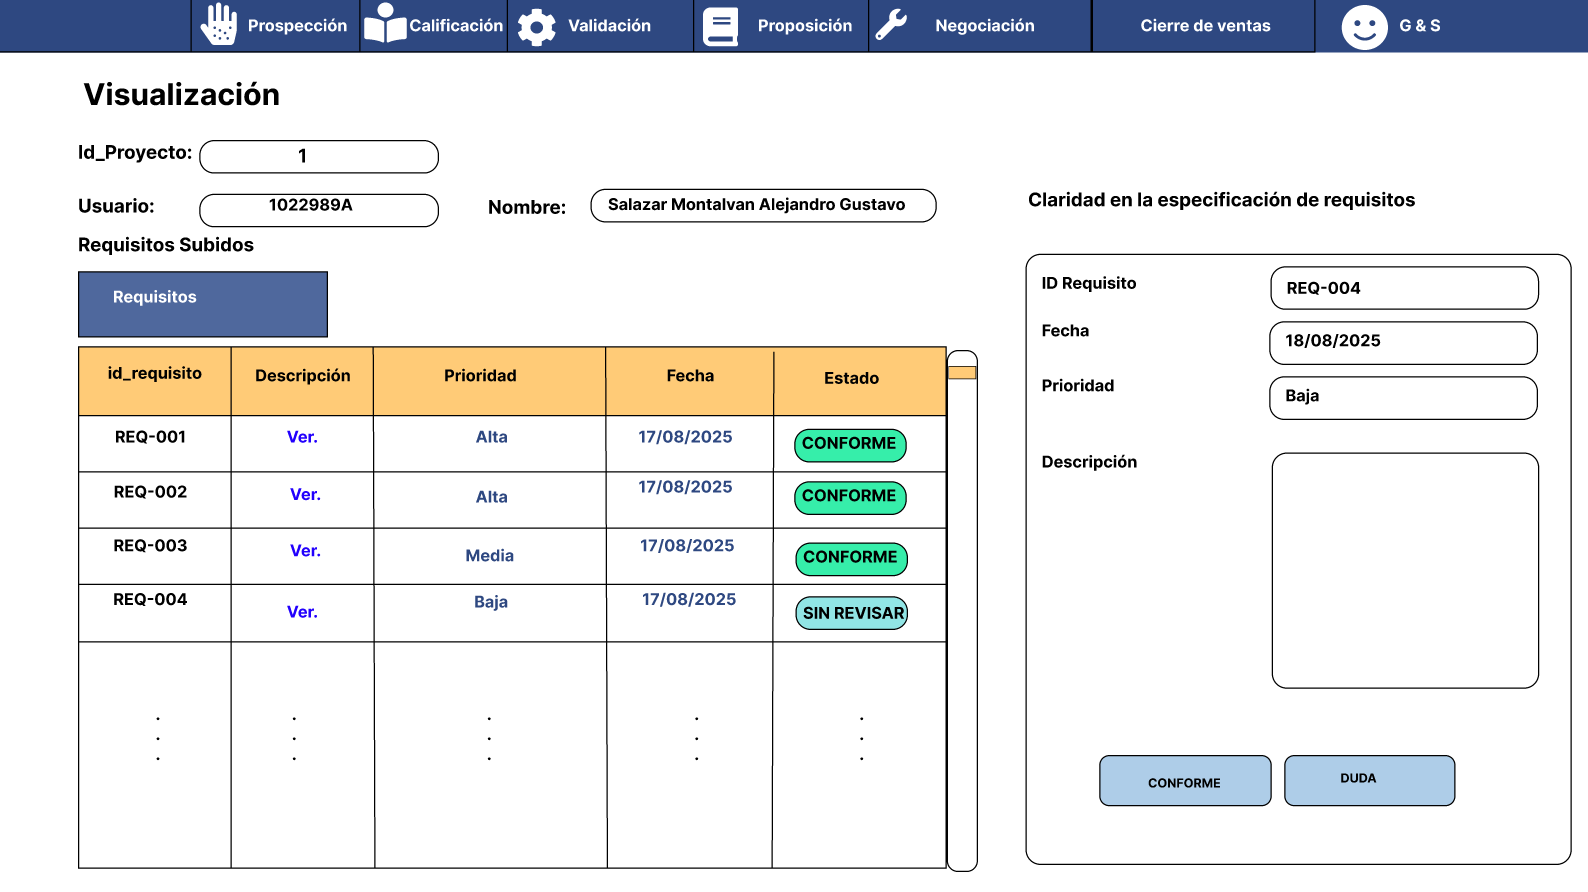 Prospección Calificación Validación Proposición Negociación Cierre de ventas G & S
Visualización
Id_Proyecto: 1
Usuario: 1022989A Nombre: Salazar Montalvan Alejandro Gustavo
Requisitos Subidos
Requisitos
id_requisito Descripción Prioridad Fecha Estado
REQ-001 Ver. Alta 17/08/2025 CONFORME
REQ-002 Ver. Alta 17/08/2025 CONFORME
REQ-003 Ver. Media 17/08/2025 CONFORME
REQ-004 Ver. Baja 17/08/2025 SIN REVISAR
. . . . .
. . . . .
. . . . .
Claridad en la especificación de requisitos
ID Requisito REQ-004
Fecha 18/08/2025
Prioridad Baja
Descripción
CONFORME DUDA